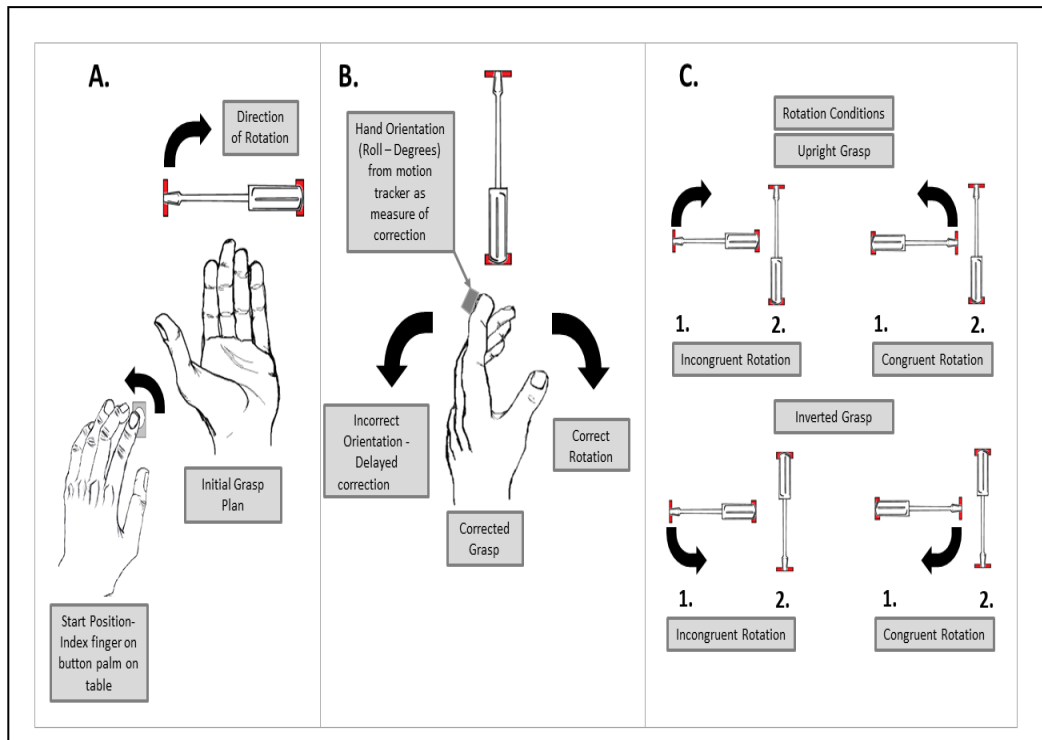 A.
Direction
of Rotation
Initial Grasp
Plan
Start Position-
Index finger on
button palm on
table
B.
Hand Orientation
(Roll – Degrees)
from motion
tracker as
measure of
correction
Incorrect
Orientation -
Delayed
correction
Correct
Rotation
Corrected
Grasp
C.
Rotation Conditions
Upright Grasp
1. 2.
Incongruent Rotation
1. 2.
Congruent Rotation
Inverted Grasp
1. 2.
Incongruent Rotation
1. 2.
Congruent Rotation